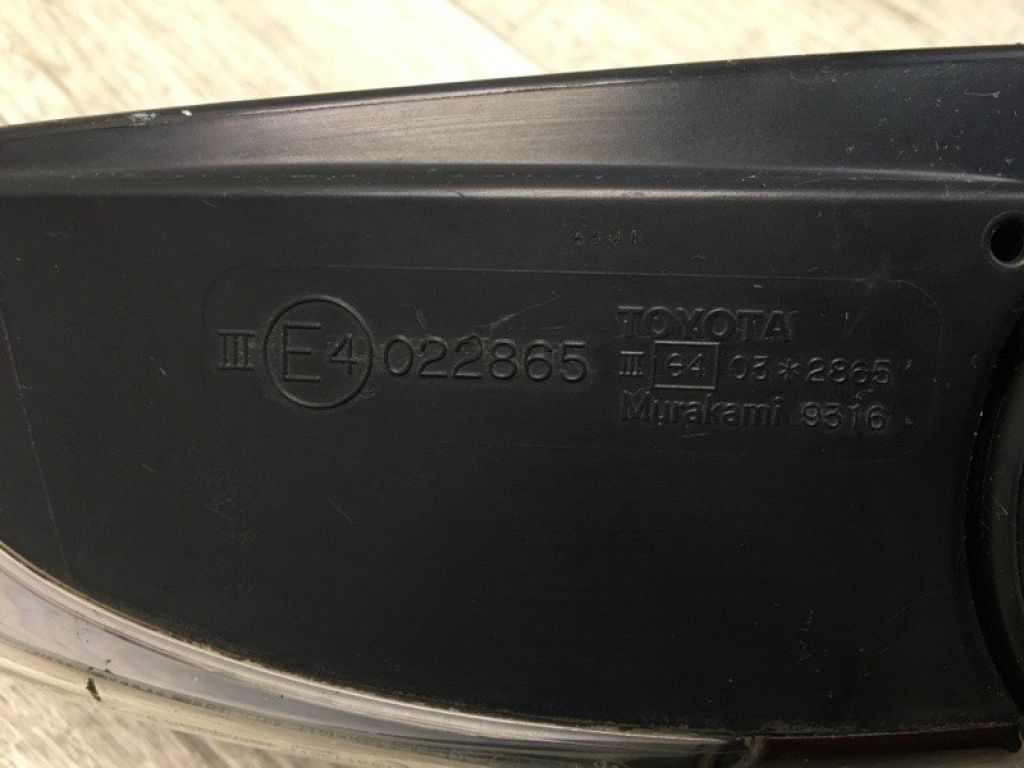 III E4 022865
TOYOTA
III e4 03*2865
Murakami 9316